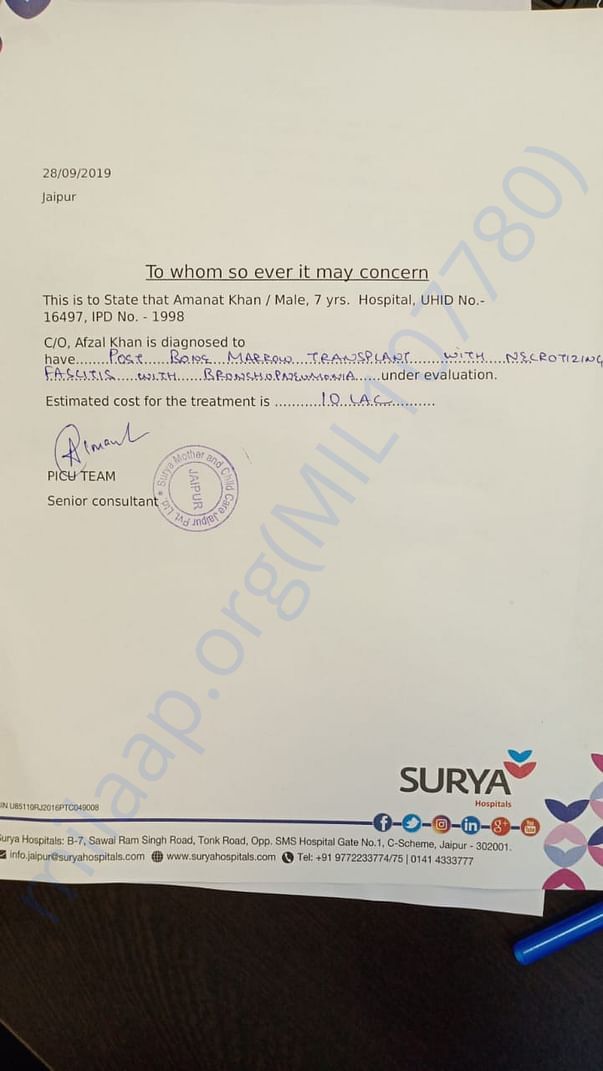 28/09/2019
Jaipur
To whom so ever it may concern
This is to State that Amanat Khan / Male, 7 yrs. Hospital, UHID No.-
16497, IPD No. - 1998
C/O, Afzal Khan is diagnosed to
have........POST BONE MARROW TRANSPLANT......WITH...NECROTIZING
FASCITIS...WITH.....BRONSHOPNEUMONIA.....under evaluation.
Estimated cost for the treatment is ............10 LAC............
PICU TEAM
Senior consultant
Surya Mother and Child Care Jaipur Pvt. Ltd. *
JAIPUR
milaap.org(MIL1077780)
SURYA
Hospitals
IN U85110RJ2016PTC049008
Surya Hospitals: B-7, Sawai Ram Singh Road, Tonk Road, Opp. SMS Hospital Gate No.1, C-Scheme, Jaipur - 302001.
info.jaipur@suryahospitals.com www.suryahospitals.com Tel: +91 9772233774/75 | 0141 4333777